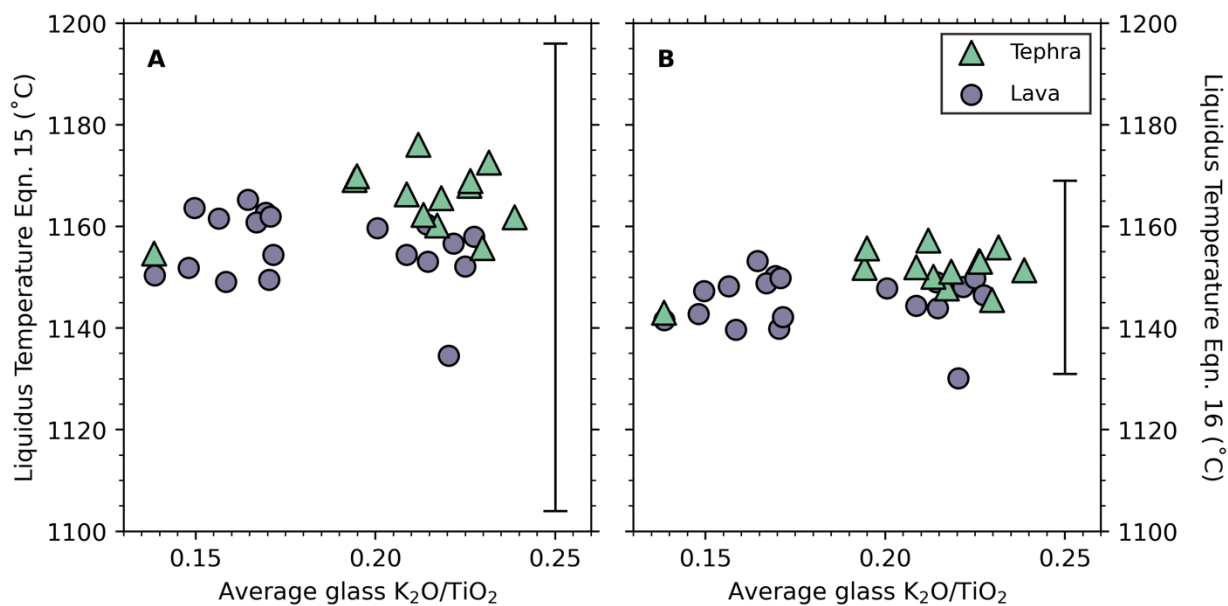 A
1200
1180
1160
1140
1120
1100
Liquidus Temperature Eqn. 15 (˚C)
0.15 0.20 0.25
Average glass K₂O/TiO₂
B
Tephra
Lava
1200
1180
1160
1140
1120
1100
Liquidus Temperature Eqn. 16 (˚C)
0.15 0.20 0.25
Average glass K₂O/TiO₂